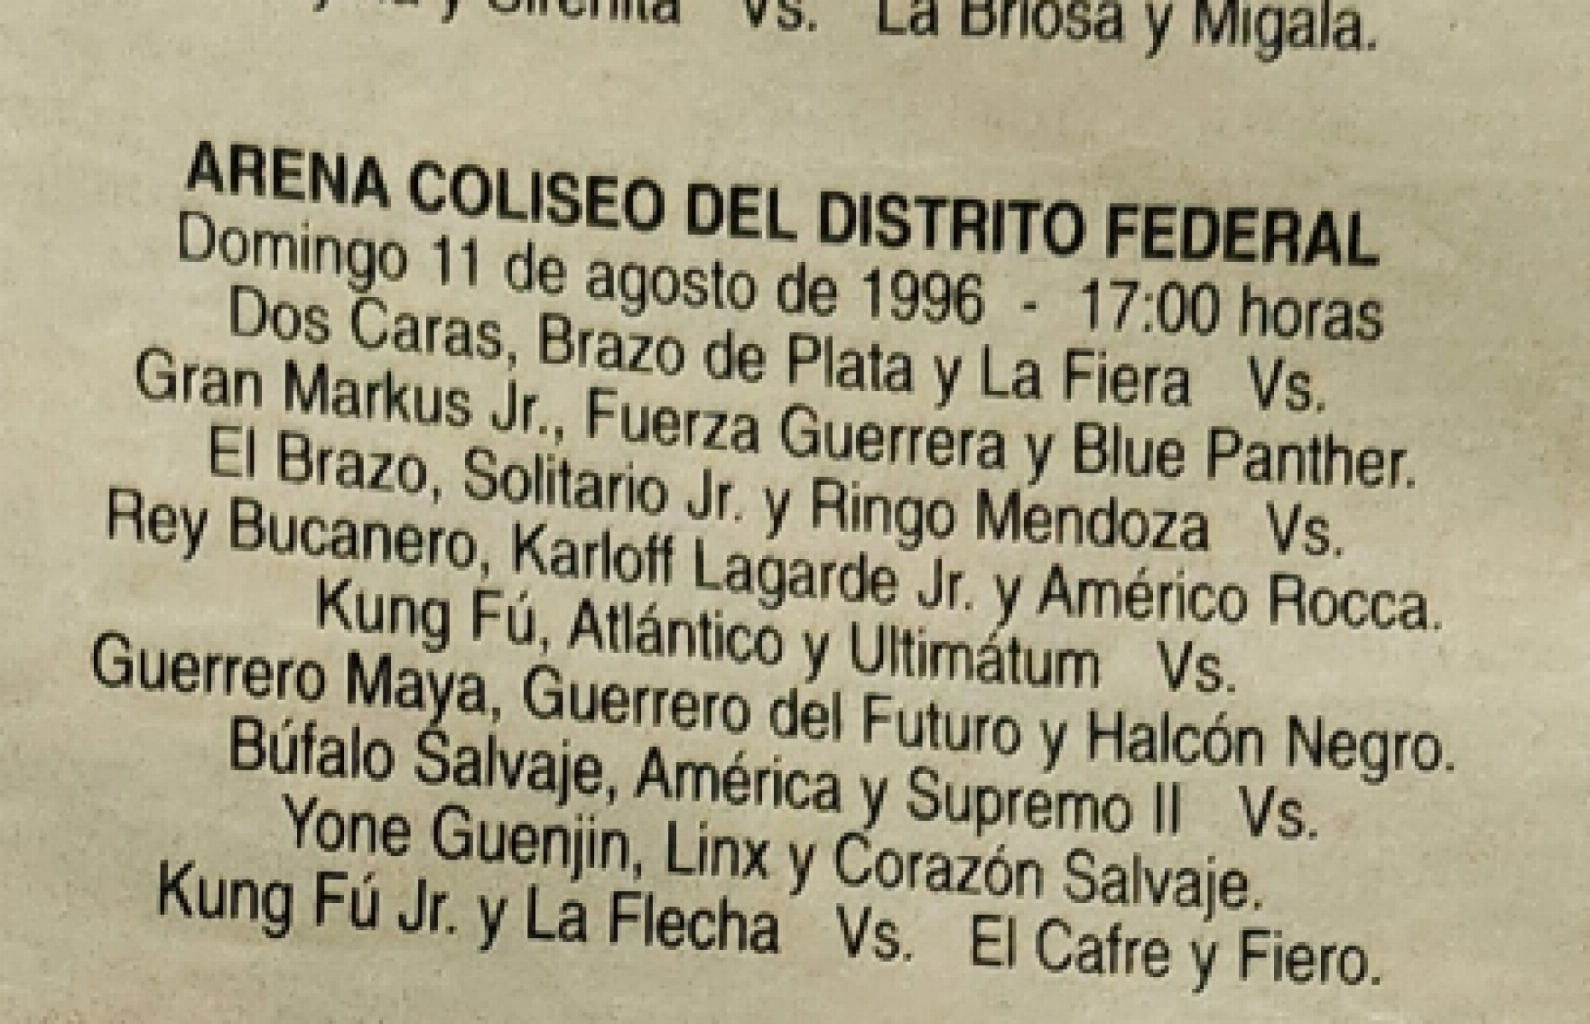 y Sirenita Vs. La Briosa y Migala.
ARENA COLISEO DEL DISTRITO FEDERAL
Domingo 11 de agosto de 1996 - 17:00 horas
Dos Caras, Brazo de Plata y La Fiera Vs.
Gran Markus Jr., Fuerza Guerrera y Blue Panther.
El Brazo, Solitario Jr. y Ringo Mendoza Vs.
Rey Bucanero, Karloff Lagarde Jr. y Américo Rocca.
Kung Fú, Atlántico y Ultimátum Vs.
Guerrero Maya, Guerrero del Futuro y Halcón Negro.
Búfalo Salvaje, América y Supremo II Vs.
Yone Guenjin, Linx y Corazón Salvaje.
Kung Fú Jr. y La Flecha Vs. El Cafre y Fiero.